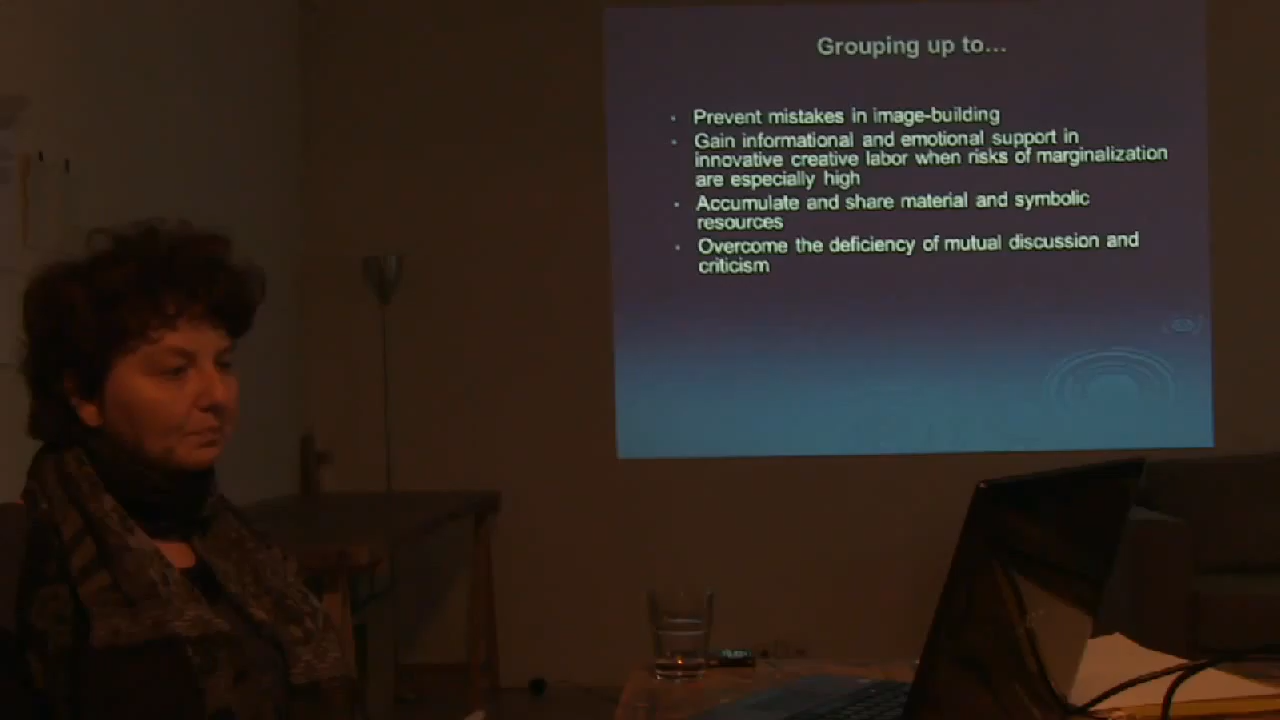 Grouping up to...
Prevent mistakes in image-building
Gain informational and emotional support in
innovative creative labor when risks of marginalization
are especially high
Accumulate and share material and symbolic
resources
Overcome the deficiency of mutual discussion and
criticism